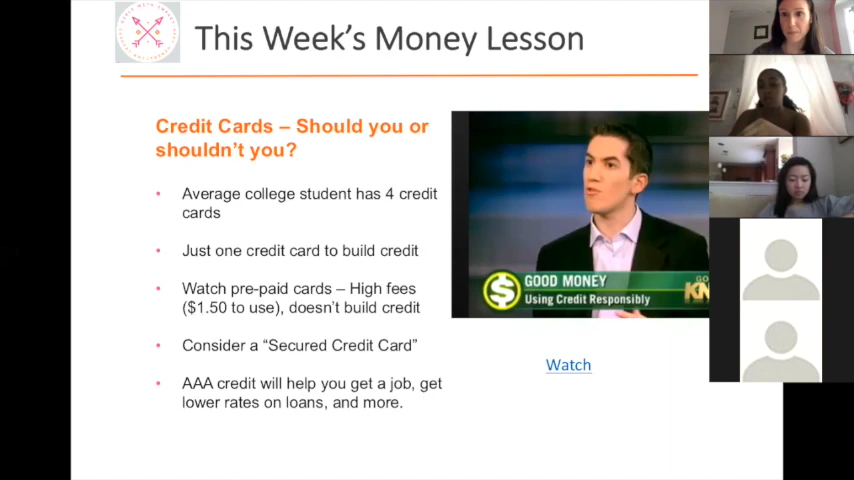 This Week's Money Lesson
Credit Cards – Should you or
shouldn't you?
• Average college student has 4 credit
cards
• Just one credit card to build credit
• Watch pre-paid cards – High fees
($1.50 to use), doesn't build credit
• Consider a “Secured Credit Card”
• AAA credit will help you get a job, get
lower rates on loans, and more.
$
GOOD MONEY
Using Credit Responsibly
Watch